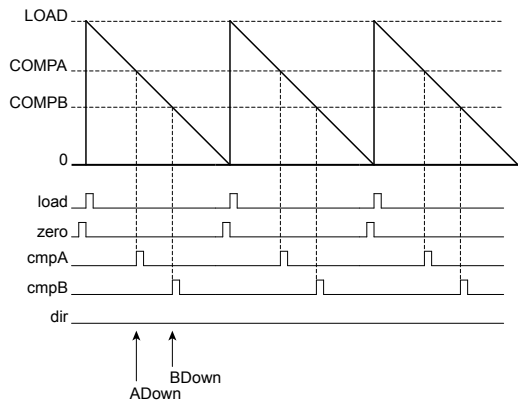 LOAD
COMPA
COMPB
0
load
zero
cmpA
cmpB
dir
BDown
ADown